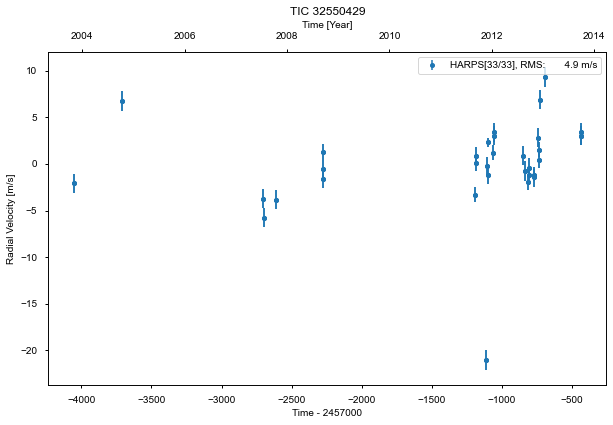 TIC 32550429
Time [Year]
2004 2006 2008 2010 2012 2014
HARPS[33/33], RMS: 4.9 m/s
Radial Velocity [m/s]
10
5
0
−5
−10
−15
−20
−4000 −3500 −3000 −2500 −2000 −1500 −1000 −500
Time - 2457000